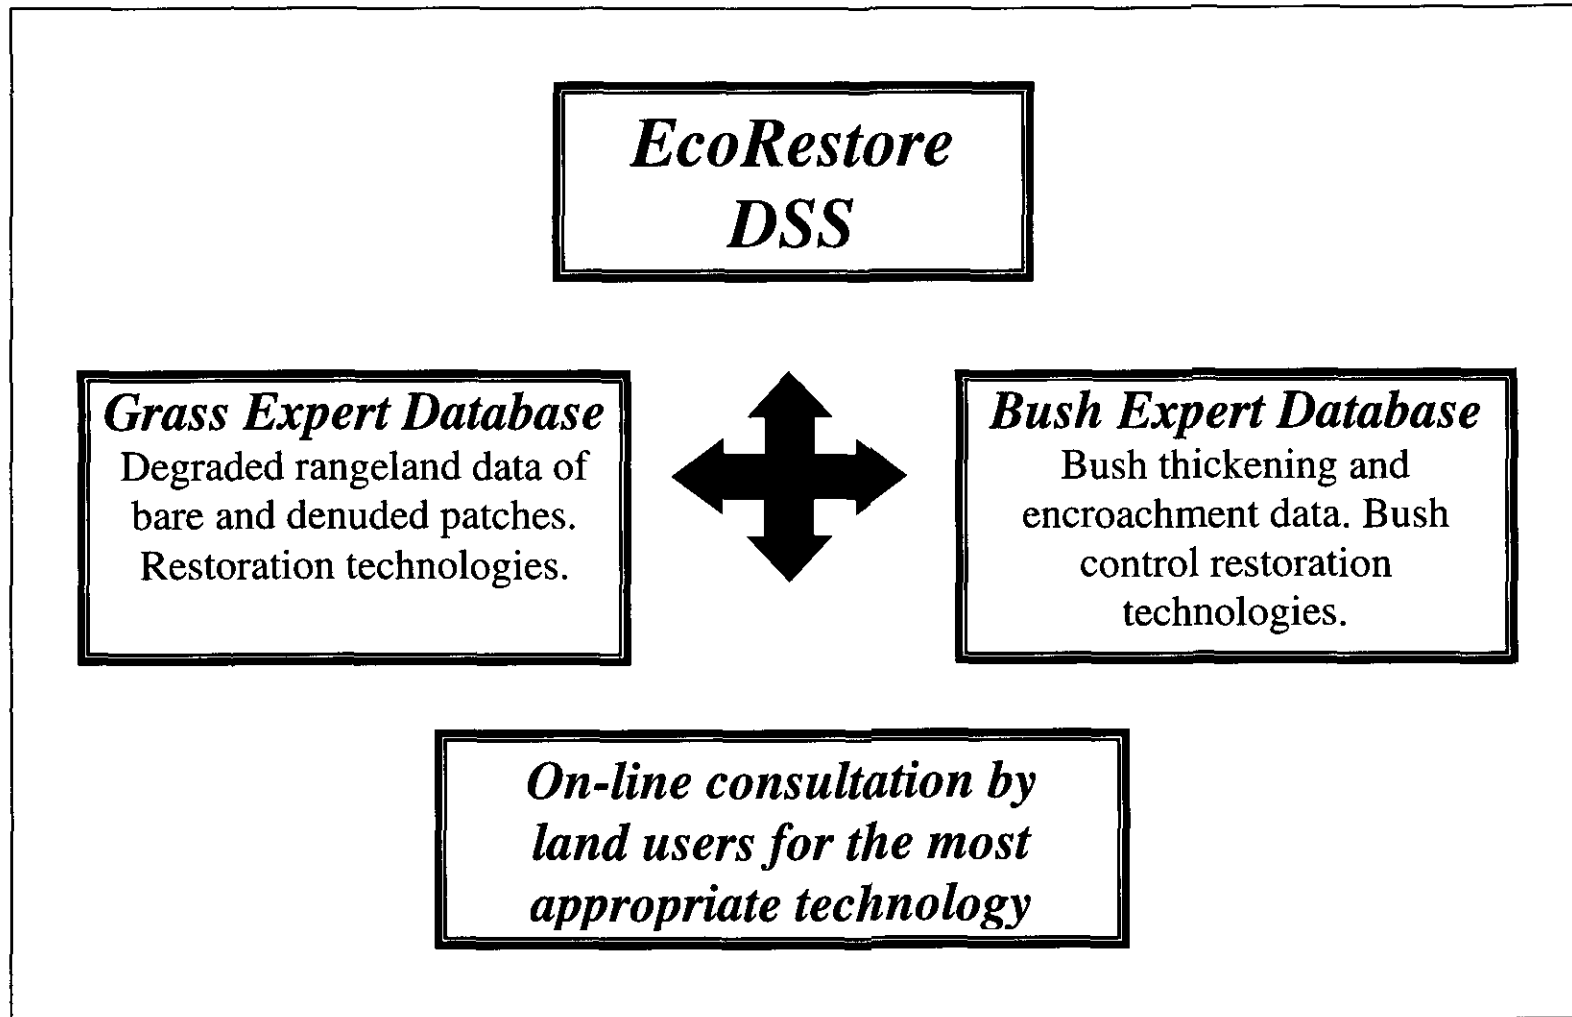 EcoRestore
DSS
Grass Expert Database
Degraded rangeland data of
bare and denuded patches.
Restoration technologies.
Bush Expert Database
Bush thickening and
encroachment data. Bush
control restoration
technologies.
On-line consultation by
land users for the most
appropriate technology